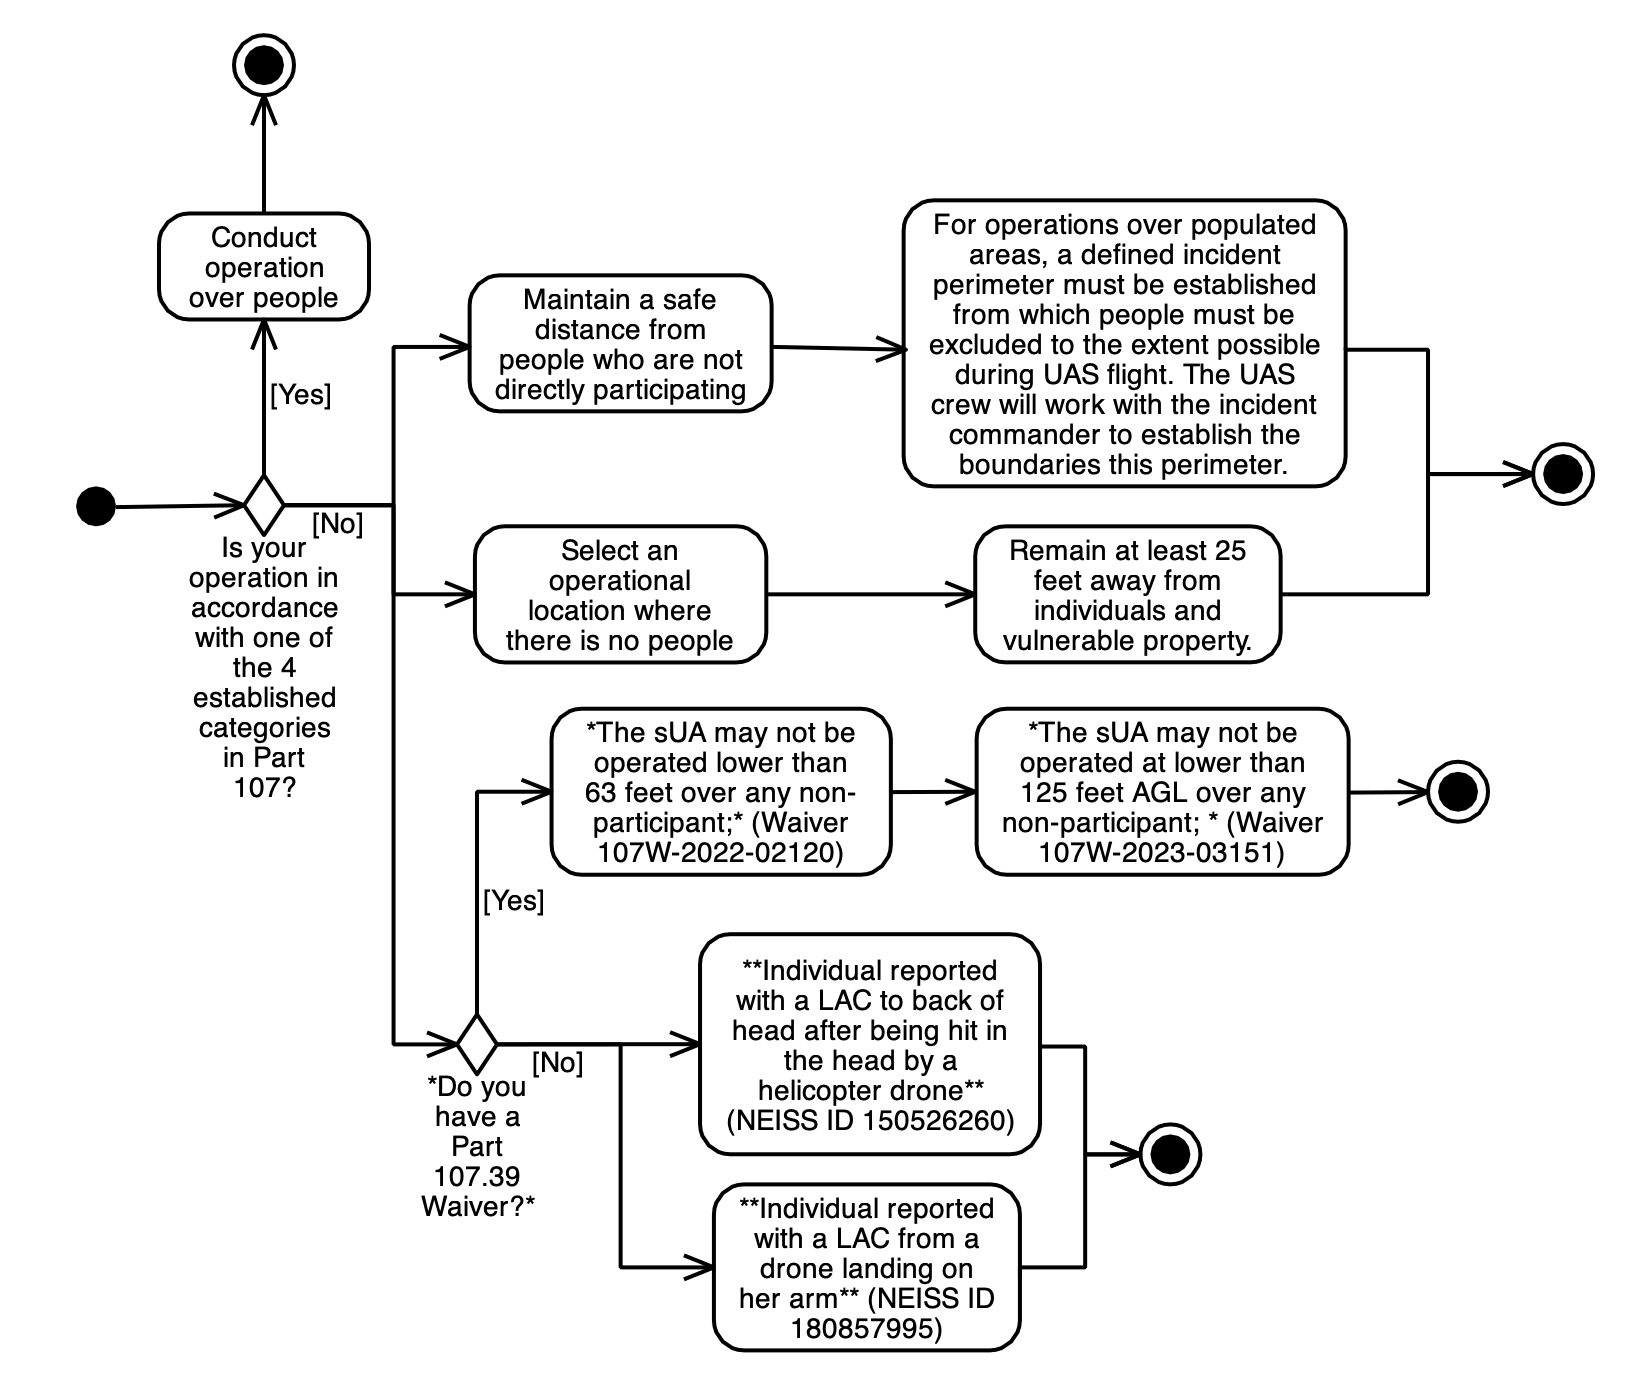 Conduct
operation
over people
[Yes]
[No]
Is your
operation in
accordance
with one of
the 4
established
categories
in Part
107?
Maintain a safe
distance from
people who are not
directly participating
For operations over populated
areas, a defined incident
perimeter must be established
from which people must be
excluded to the extent possible
during UAS flight. The UAS
crew will work with the incident
commander to establish the
boundaries this perimeter.
Select an
operational
location where
there is no people
Remain at least 25
feet away from
individuals and
vulnerable property.
*The sUA may not be
operated lower than
63 feet over any non-
participant;* (Waiver
107W-2022-02120)
*The sUA may not be
operated at lower than
125 feet AGL over any
non-participant; * (Waiver
107W-2023-03151)
[Yes]
[No]
*Do you
have a
Part
107.39
Waiver?*
**Individual reported
with a LAC to back of
head after being hit in
the head by a
helicopter drone**
(NEISS ID 150526260)
**Individual reported
with a LAC from a
drone landing on
her arm** (NEISS ID
180857995)